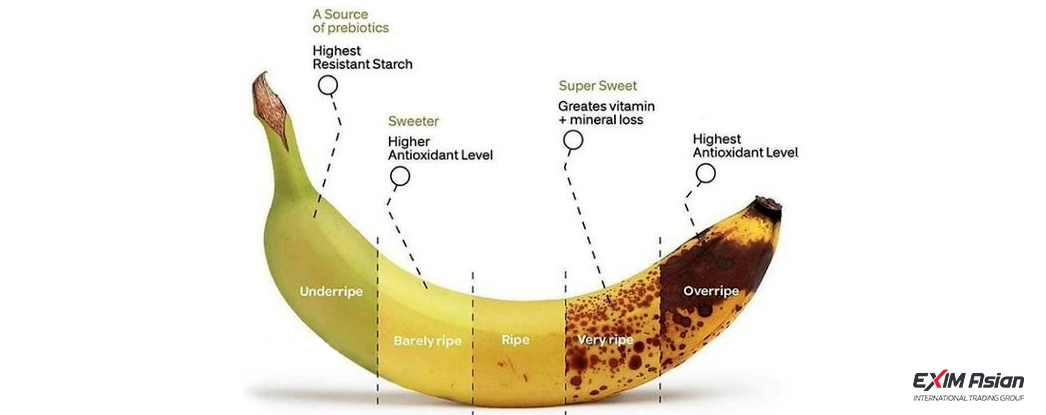 A Source
of prebiotics
Highest
Resistant Starch
Sweeter
Higher
Antioxidant Level
Super Sweet
Greates vitamin
+ mineral loss
Highest
Antioxidant Level
Underripe
Barely ripe
Ripe
Very ripe
Overripe
EXIM Asian
INTERNATIONAL TRADING GROUP